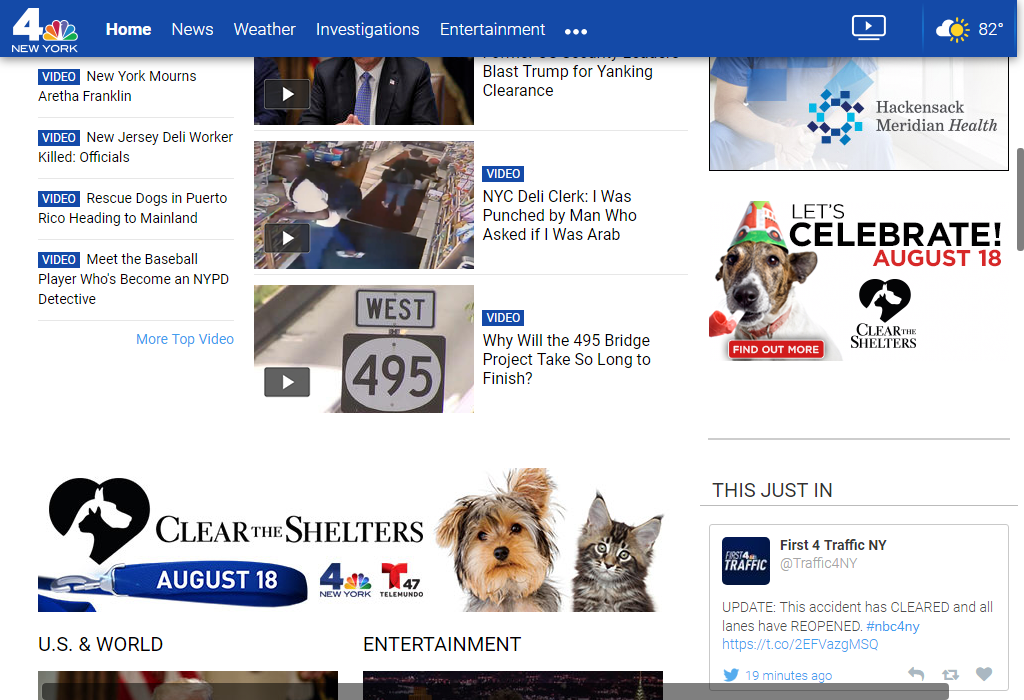 4
NEW YORK
Home
News
Weather
Investigations
Entertainment
82°
VIDEO New York Mourns
Aretha Franklin
VIDEO New Jersey Deli Worker
Killed: Officials
VIDEO Rescue Dogs in Puerto
Rico Heading to Mainland
VIDEO Meet the Baseball
Player Who's Become an NYPD
Detective
More Top Video
Former US Security Leaders
Blast Trump for Yanking
Clearance
VIDEO
NYC Deli Clerk: I Was
Punched by Man Who
Asked if I Was Arab
WEST
495
VIDEO
Why Will the 495 Bridge
Project Take So Long to
Finish?
Hackensack
Meridian Health
LET'S
CELEBRATE!
AUGUST 18
CLEAR THE
SHELTERS
FIND OUT MORE
CLEAR THE SHELTERS
AUGUST 18
4
NEW YORK
T 47
TELEMUNDO
THIS JUST IN
FIRST 4
TRAFFIC
First 4 Traffic NY
@Traffic4NY
UPDATE: This accident has CLEARED and all
lanes have REOPENED. #nbc4ny
https://t.co/2EFVazgMSQ
19 minutes ago
U.S. & WORLD
ENTERTAINMENT